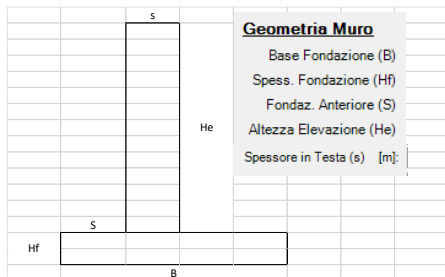 s
Geometria Muro
Base Fondazione (B)
Spess. Fondazione (Hf)
Fondaz. Anteriore (S)
Altezza Elevazione (He)
Spessore in Testa (s) [m]:
He
S
Hf
B